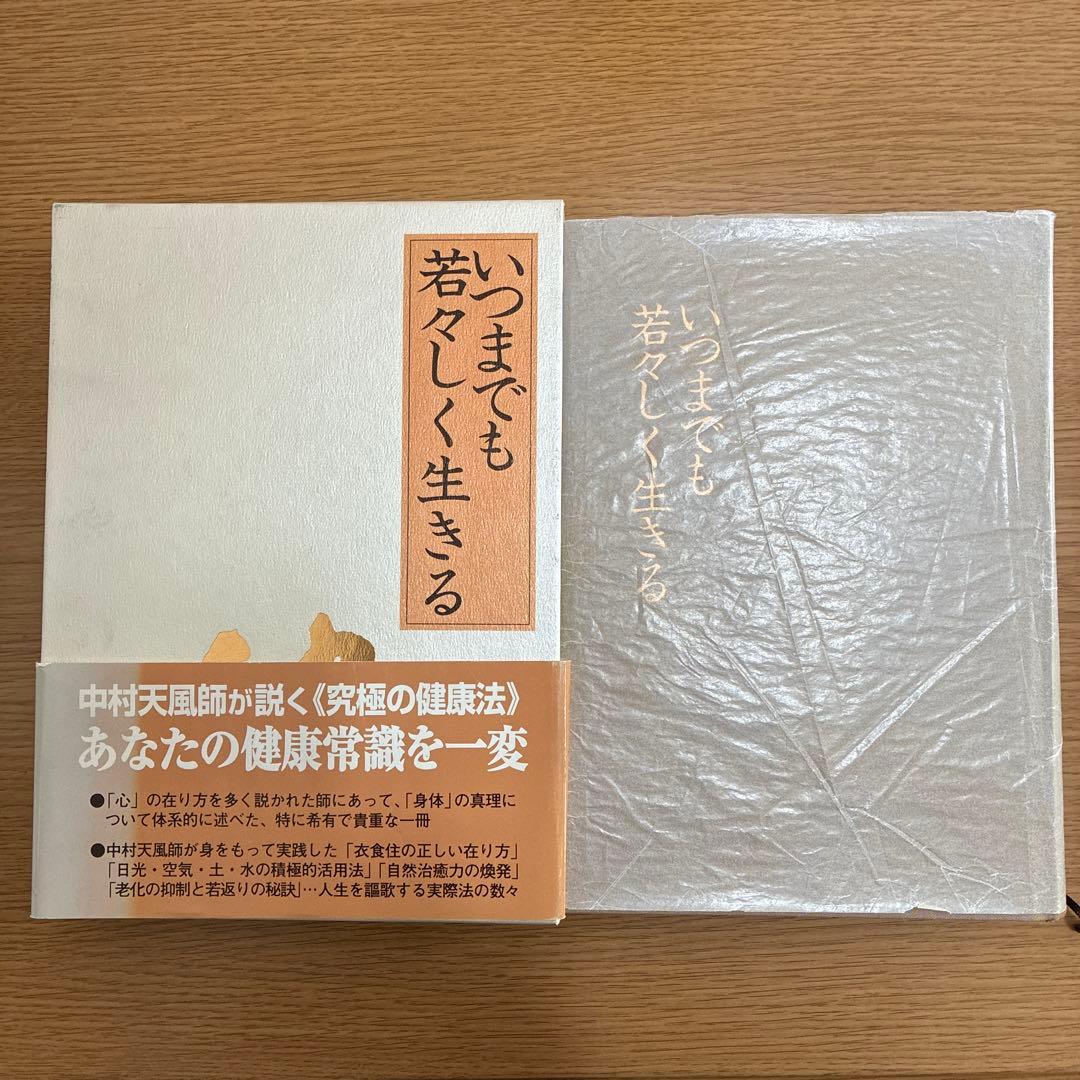 いつまでも
若々しく生きる
中村天風師が説く《究極の健康法》
あなたの健康常識を一変
●「心」の在り方を多く説かれた師にあって、「身体」の真理に
ついて体系的に述べた、特に希有で貴重な一冊
●中村天風師が身をもって実践した「衣食住の正しい在り方」
「日光・空気・土・水の積極的活用法」「自然治癒力の煥発」
「老化の抑制と若返りの秘訣」…人生を謳歌する実際法の数々
いつまでも
若々しく生きる